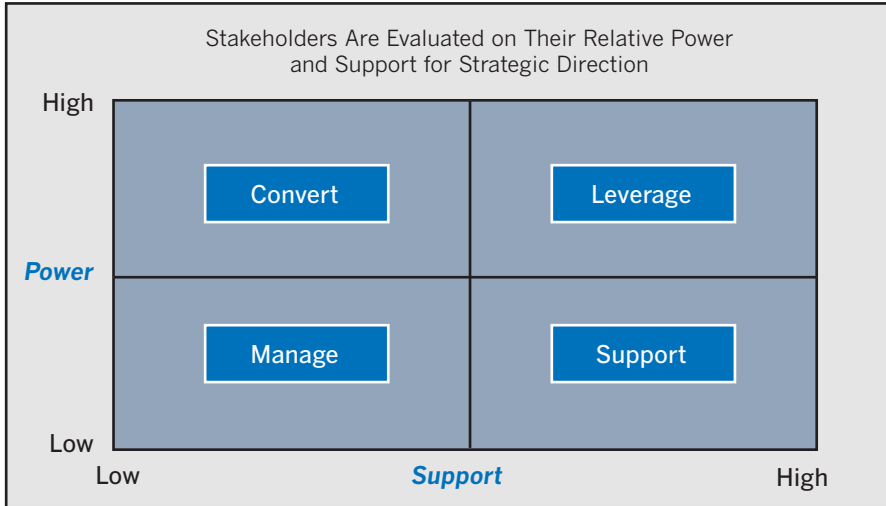 Stakeholders Are Evaluated on Their Relative Power
and Support for Strategic Direction
High
Convert
Leverage
Power
Manage
Support
Low
Low
Support
High